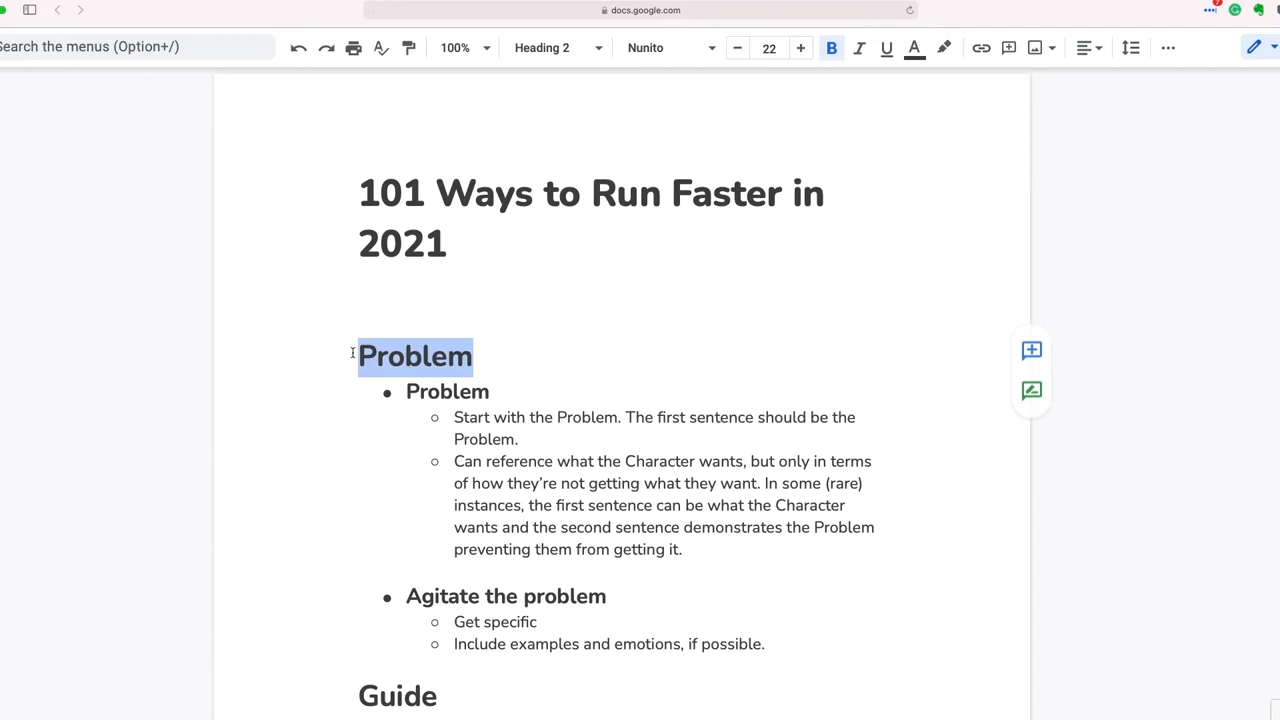 docs.google.com
7
Search the menus (Option+/)
100%
Heading 2
Nunito
− 22 +
B I U A
101 Ways to Run Faster in
2021
Problem
● Problem
○ Start with the Problem. The first sentence should be the
Problem.
○ Can reference what the Character wants, but only in terms
of how they’re not getting what they want. In some (rare)
instances, the first sentence can be what the Character
wants and the second sentence demonstrates the Problem
preventing them from getting it.
● Agitate the problem
○ Get specific
○ Include examples and emotions, if possible.
Guide